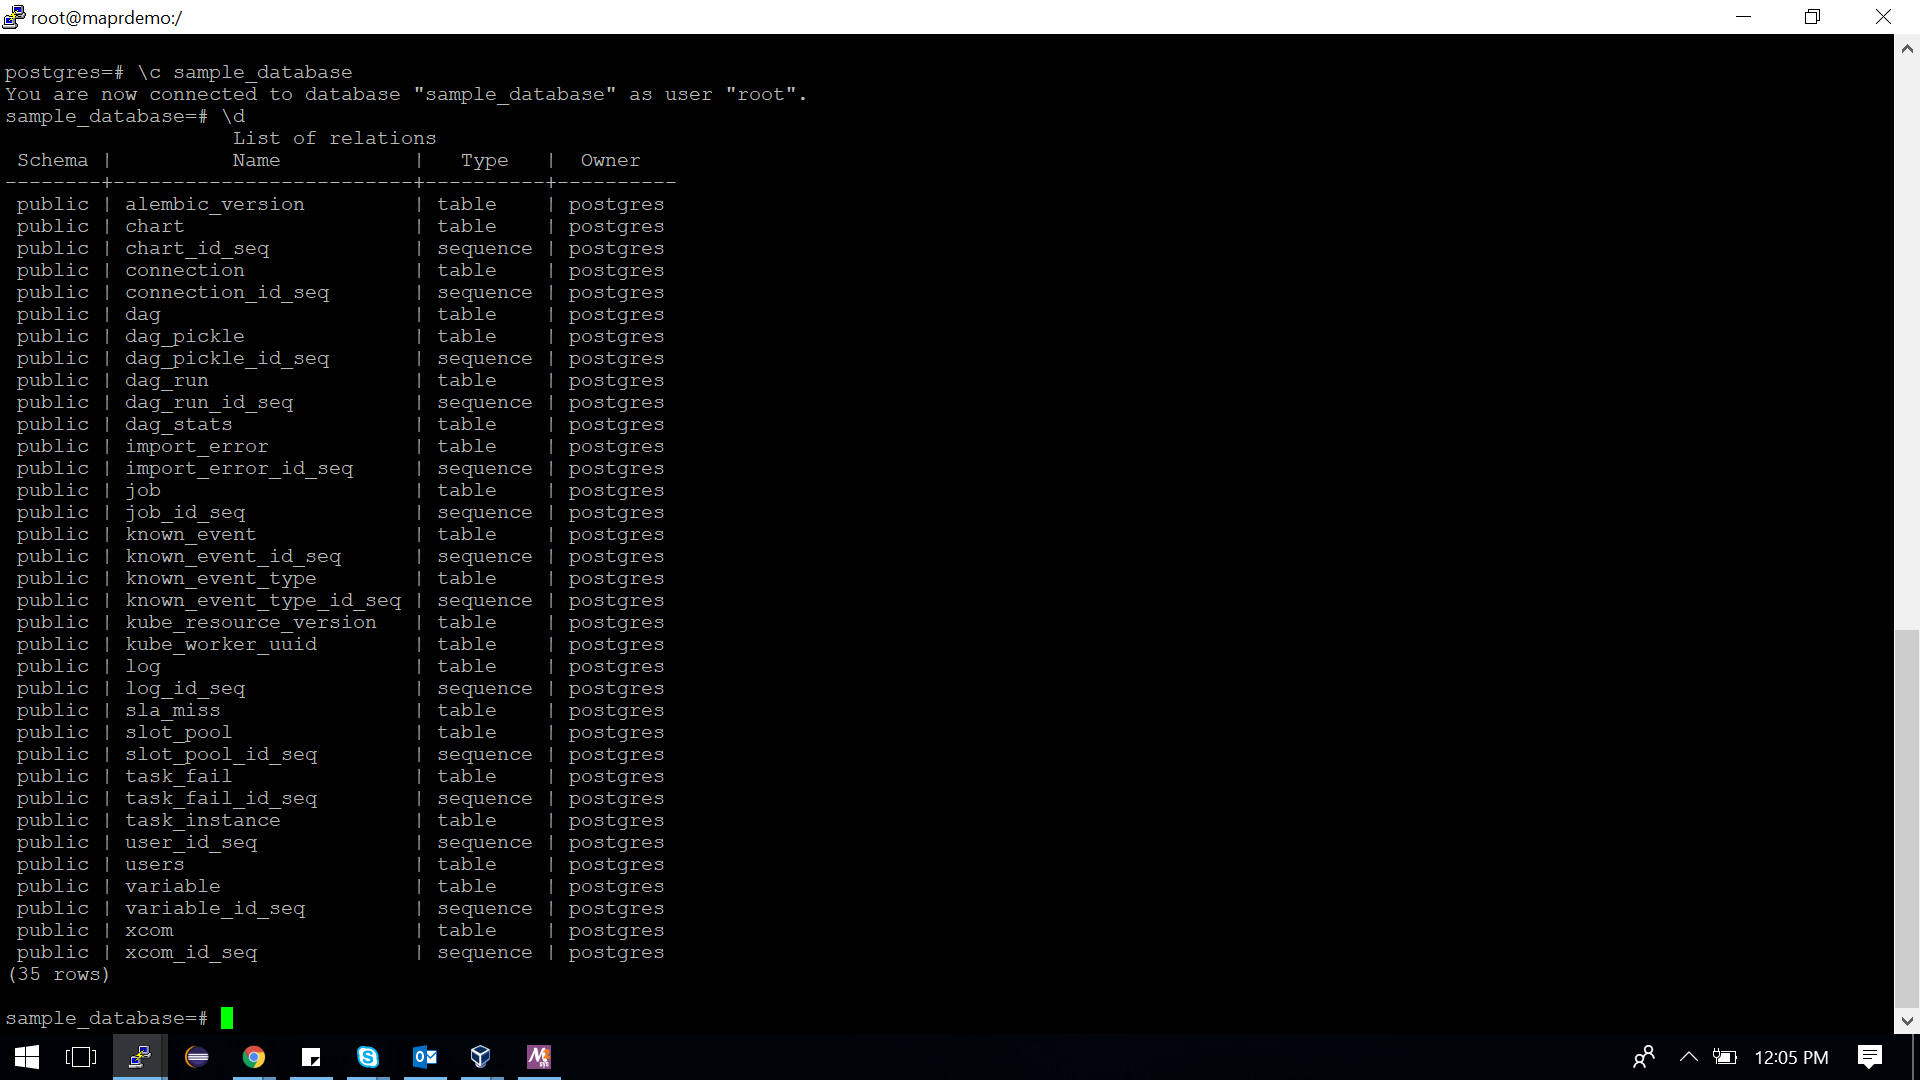 root@maprdemo:/
postgres=# \c sample_database
You are now connected to database "sample_database" as user "root".
sample_database=# \d
                   List of relations
 Schema |          Name           |   Type   |  Owner
--------+-------------------------+----------+----------
 public | alembic_version         | table    | postgres
 public | chart                   | table    | postgres
 public | chart_id_seq            | sequence | postgres
 public | connection              | table    | postgres
 public | connection_id_seq       | sequence | postgres
 public | dag                     | table    | postgres
 public | dag_pickle              | table    | postgres
 public | dag_pickle_id_seq       | sequence | postgres
 public | dag_run                 | table    | postgres
 public | dag_run_id_seq          | sequence | postgres
 public | dag_stats               | table    | postgres
 public | import_error            | table    | postgres
 public | import_error_id_seq     | sequence | postgres
 public | job                     | table    | postgres
 public | job_id_seq              | sequence | postgres
 public | known_event             | table    | postgres
 public | known_event_id_seq      | sequence | postgres
 public | known_event_type        | table    | postgres
 public | known_event_type_id_seq | sequence | postgres
 public | kube_resource_version   | table    | postgres
 public | kube_worker_uuid        | table    | postgres
 public | log                     | table    | postgres
 public | log_id_seq              | sequence | postgres
 public | sla_miss                | table    | postgres
 public | slot_pool               | table    | postgres
 public | slot_pool_id_seq        | sequence | postgres
 public | task_fail               | table    | postgres
 public | task_fail_id_seq        | sequence | postgres
 public | task_instance           | table    | postgres
 public | user_id_seq             | sequence | postgres
 public | users                   | table    | postgres
 public | variable                | table    | postgres
 public | variable_id_seq         | sequence | postgres
 public | xcom                    | table    | postgres
 public | xcom_id_seq             | sequence | postgres
(35 rows)
sample_database=#
12:05 PM